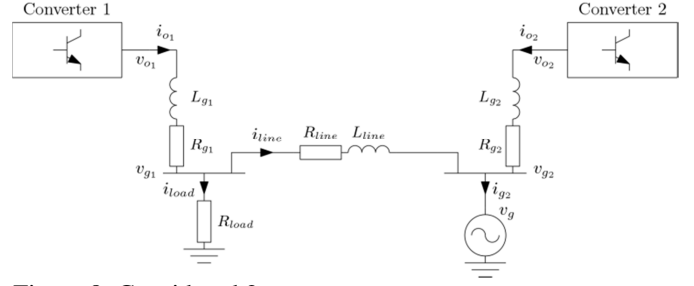 Converter 1
Converter 2
i_{o_1}
i_{o_2}
v_{o_1}
v_{o_2}
L_{g_1}
L_{g_2}
R_{line} L_{line}
i_{line}
R_{g_1}
R_{g_2}
v_{g_1}
v_{g_2}
i_{load}
i_{g_2}
v_g
R_{load}